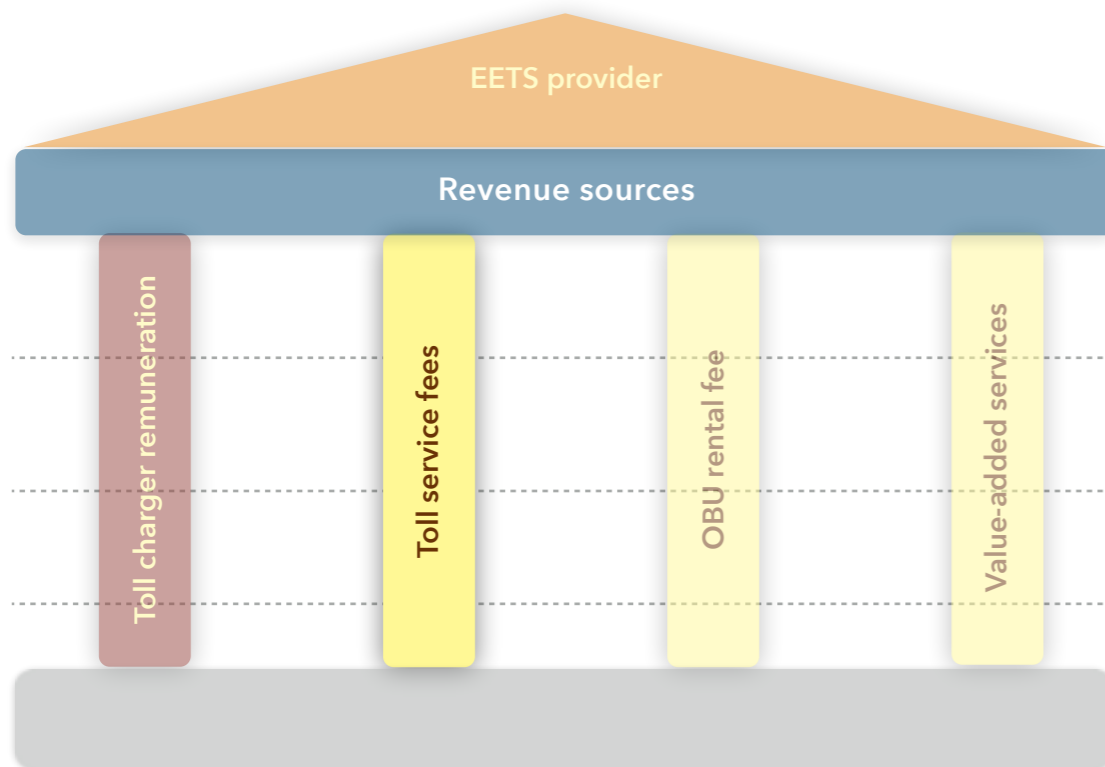 EETS provider
Revenue sources
Toll charger remuneration
Toll service fees
OBU rental fee
Value-added services